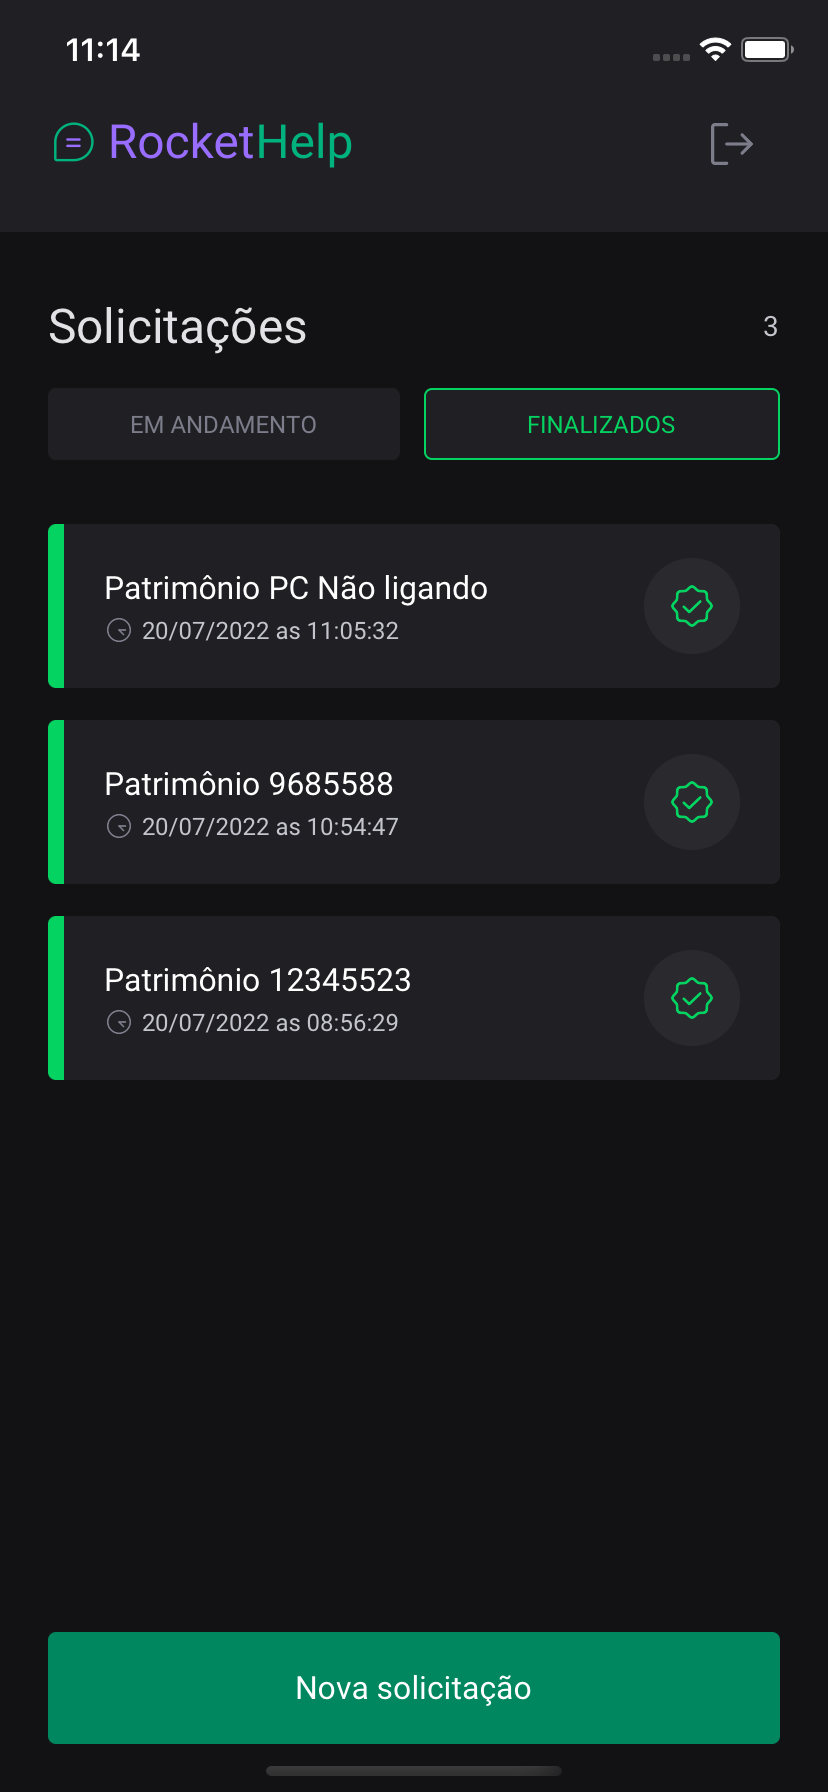 11:14
RocketHelp
Solicitações 3
EM ANDAMENTO FINALIZADOS
Patrimônio PC Não ligando
20/07/2022 as 11:05:32
Patrimônio 9685588
20/07/2022 as 10:54:47
Patrimônio 12345523
20/07/2022 as 08:56:29
Nova solicitação